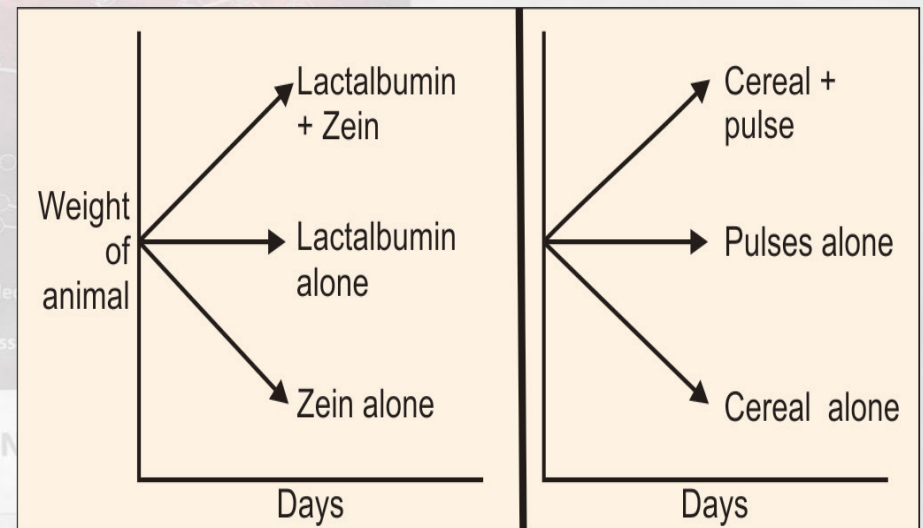 Lactalbumin
+ Zein
Weight
of
animal
Lactalbumin
alone
Zein alone
Days
Cereal +
pulse
Pulses alone
Cereal alone
Days